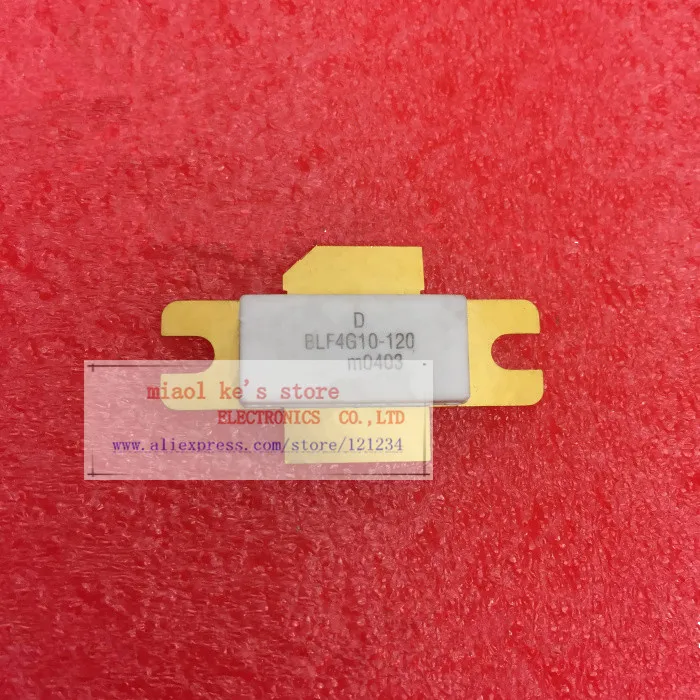 D
BLF4G10-120
m0403
miaol ke's store
ELECTRONICS CO.,LTD
www.aliexpress.com/store/121234